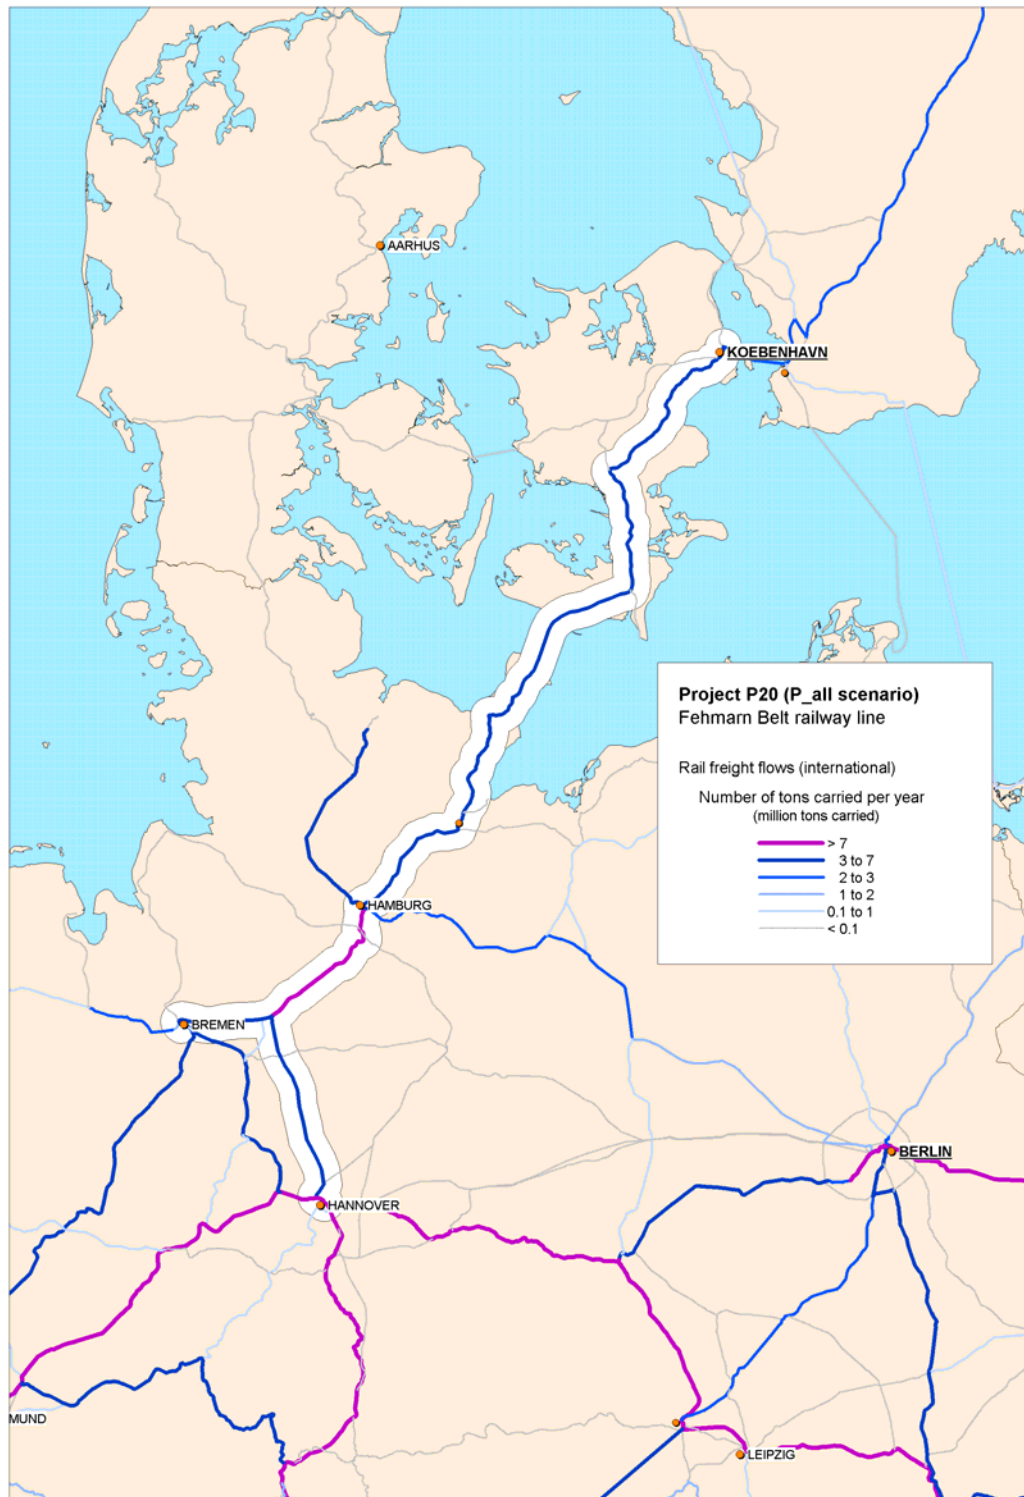 AARHUS
KOEBENHAVN
Project P20 (P_all scenario)
Fehmarn Belt railway line
Rail freight flows (international)
Number of tons carried per year
(million tons carried)
> 7
3 to 7
2 to 3
1 to 2
0.1 to 1
< 0.1
HAMBURG
BREMEN
BERLIN
HANNOVER
MUND
LEIPZIG